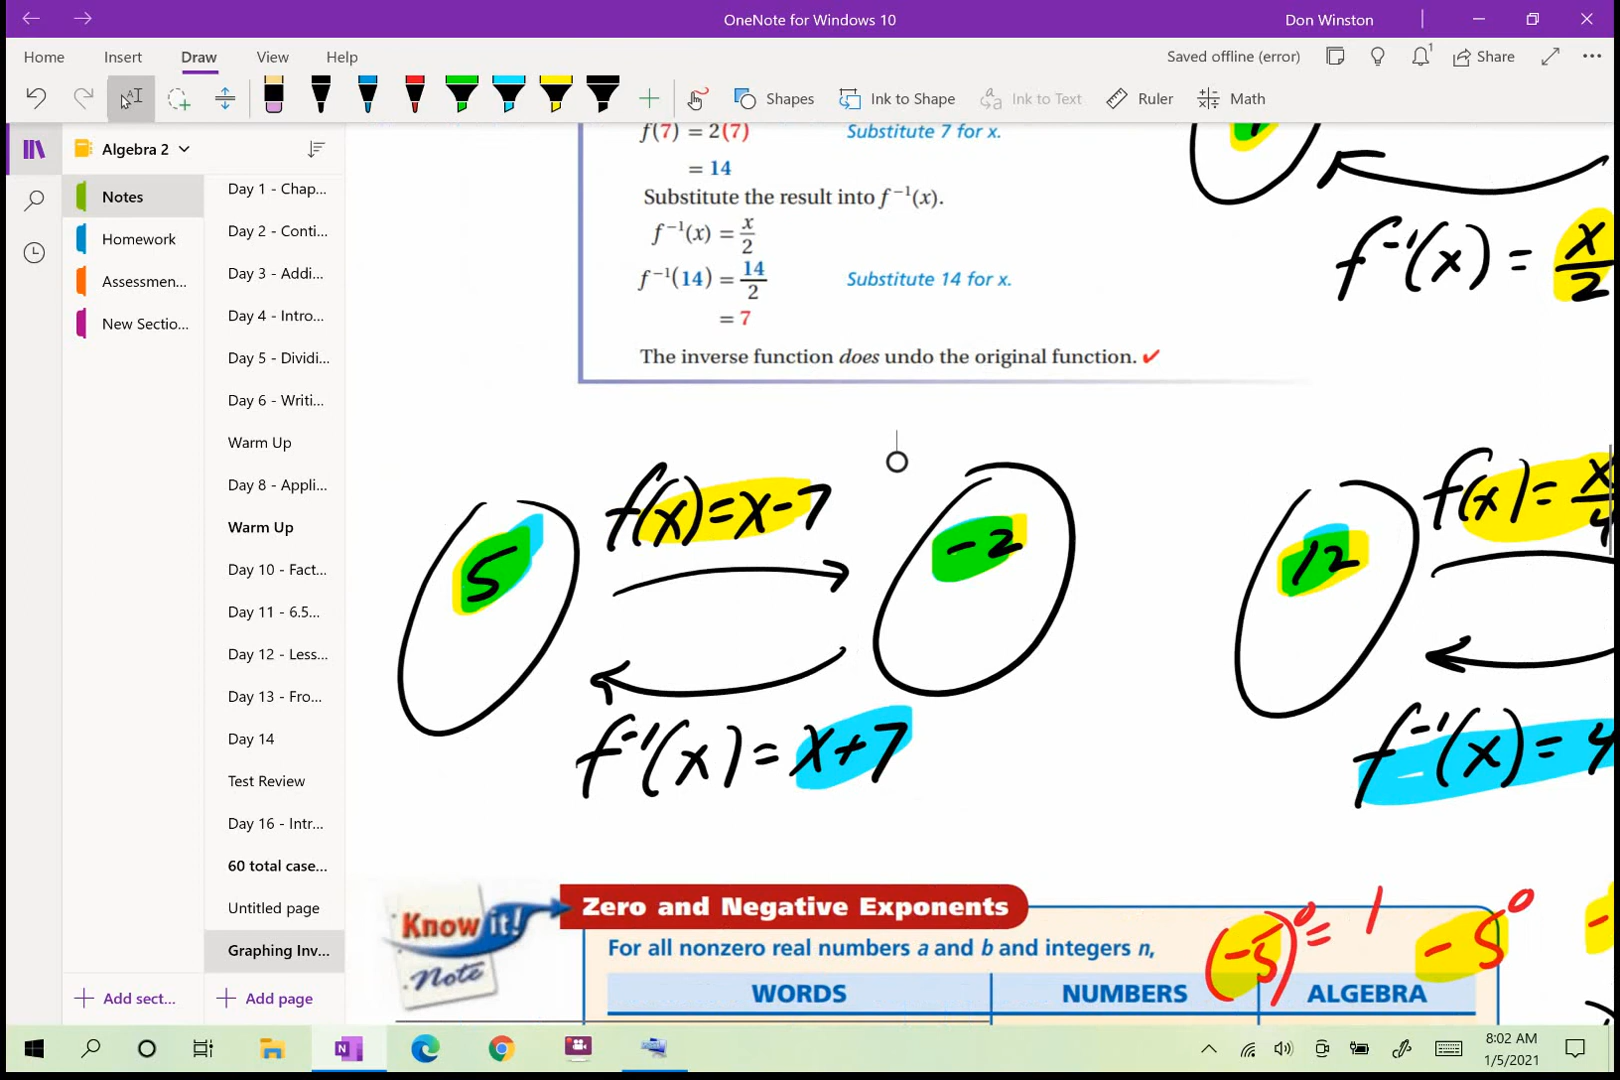 OneNote for Windows 10
Don Winston
Home Insert Draw View Help
Saved offline (error)
Share
Shapes
Ink to Shape
Ink to Text
Ruler
Math
Algebra 2
Notes
Homework
Assessmen...
New Sectio...
Day 1 - Chap...
Day 2 - Conti...
Day 3 - Addi...
Day 4 - Intro...
Day 5 - Dividi...
Day 6 - Writi...
Warm Up
Day 8 - Appli...
Warm Up
Day 10 - Fact...
Day 11 - 6.5...
Day 12 - Less...
Day 13 - Fro...
Day 14
Test Review
Day 16 - Intr...
60 total case...
Untitled page
Graphing Inv...
Add sect...
Add page
f(7) = 2(7) Substitute 7 for x.
= 14
Substitute the result into f⁻¹(x).
f⁻¹(x) = x/2
f⁻¹(14) = 14/2 Substitute 14 for x.
= 7
The inverse function does undo the original function. ✓
f⁻¹(x) = x/2
f(x)=x-7
5
-2
f⁻¹(x)=x+7
f(x)=x/4
12
f⁻¹(x)=4
Know it!
Note
Zero and Negative Exponents
For all nonzero real numbers a and b and integers n,
WORDS NUMBERS ALGEBRA
(-5)⁰=1
-5⁰
8:02 AM
1/5/2021